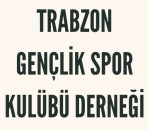 TRABZON
GENÇLİK SPOR
KULÜBÜ DERNEĞİ